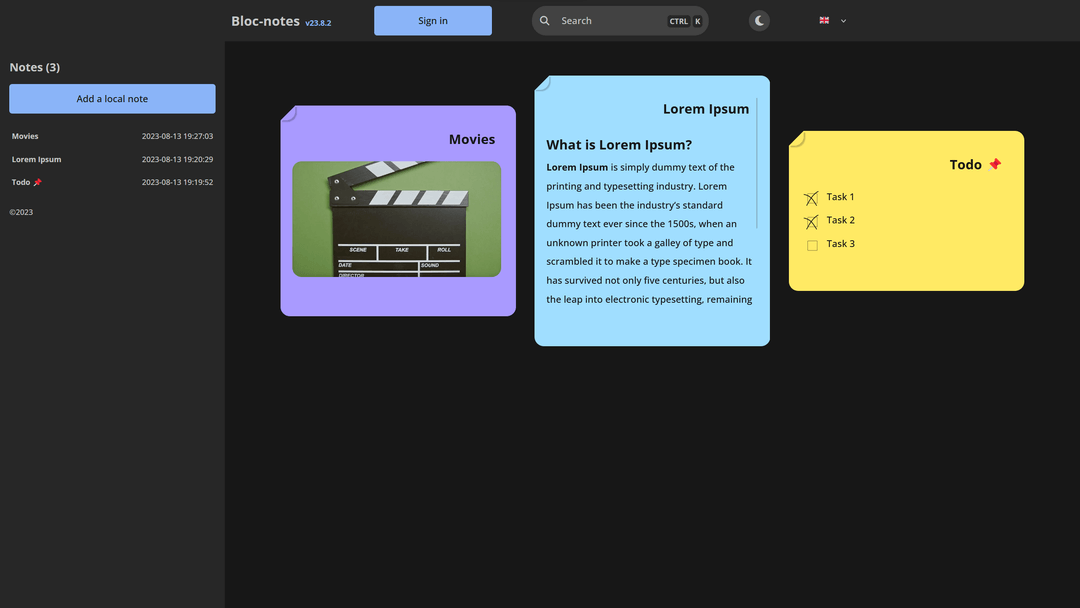 Bloc-notes v23.8.2
Sign in
Search
CTRL K
Notes (3)
Add a local note
Movies 2023-08-13 19:27:03
Lorem Ipsum 2023-08-13 19:20:29
Todo 📌 2023-08-13 19:19:52
©2023
Movies
SCENE TAKE ROLL
DATE SOUND
DIRECTOR
Lorem Ipsum
What is Lorem Ipsum?
Lorem Ipsum is simply dummy text of the
printing and typesetting industry. Lorem
Ipsum has been the industry’s standard
dummy text ever since the 1500s, when an
unknown printer took a galley of type and
scrambled it to make a type specimen book. It
has survived not only five centuries, but also
the leap into electronic typesetting, remaining
Todo 📌
Task 1
Task 2
Task 3